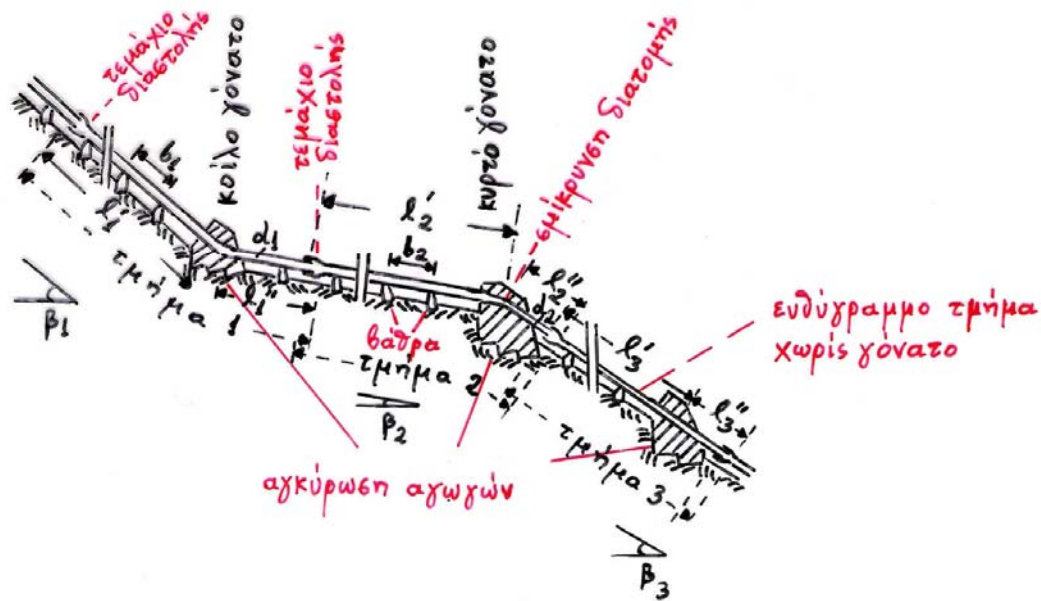 τεμάχιο
διαστολής
κοίλο γόνατο
τεμάχιο
διαστολής
κυρτό γόνατο
σμίκρυνση διατομής
b₁
l₁'
τμήμα 1
β₁
d₁
l₁''
l₂'
b₂
βάθρα
τμήμα 2
β₂
l₂''
d₂
l₃'
l₃''
ευθύγραμμο τμήμα
χωρίς γόνατο
τμήμα 3
αγκύρωση αγωγών
β₃